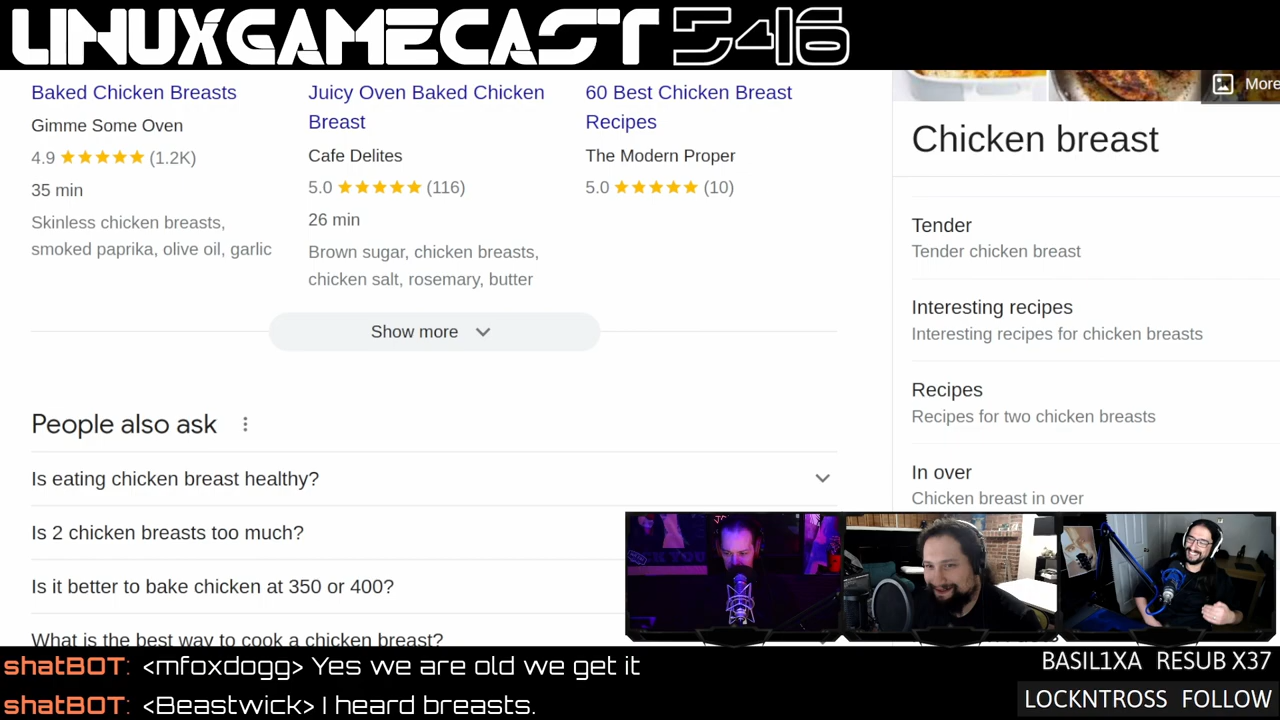 LINUXGAMECAST 546
Baked Chicken Breasts
Gimme Some Oven
4.9 ★★★★★ (1.2K)
35 min
Skinless chicken breasts,
smoked paprika, olive oil, garlic
Juicy Oven Baked Chicken
Breast
Cafe Delites
5.0 ★★★★★ (116)
26 min
Brown sugar, chicken breasts,
chicken salt, rosemary, butter
60 Best Chicken Breast
Recipes
The Modern Proper
5.0 ★★★★★ (10)
Show more
People also ask
Is eating chicken breast healthy?
Is 2 chicken breasts too much?
Is it better to bake chicken at 350 or 400?
What is the best way to cook a chicken breast?
More
Chicken breast
Tender
Tender chicken breast
Interesting recipes
Interesting recipes for chicken breasts
Recipes
Recipes for two chicken breasts
In over
Chicken breast in over
shatBOT: <mfoxdogg> Yes we are old we get it
shatBOT: <Beastwick> I heard breasts.
BASIL1XA RESUB X37
LOCKNTROSS FOLLOW